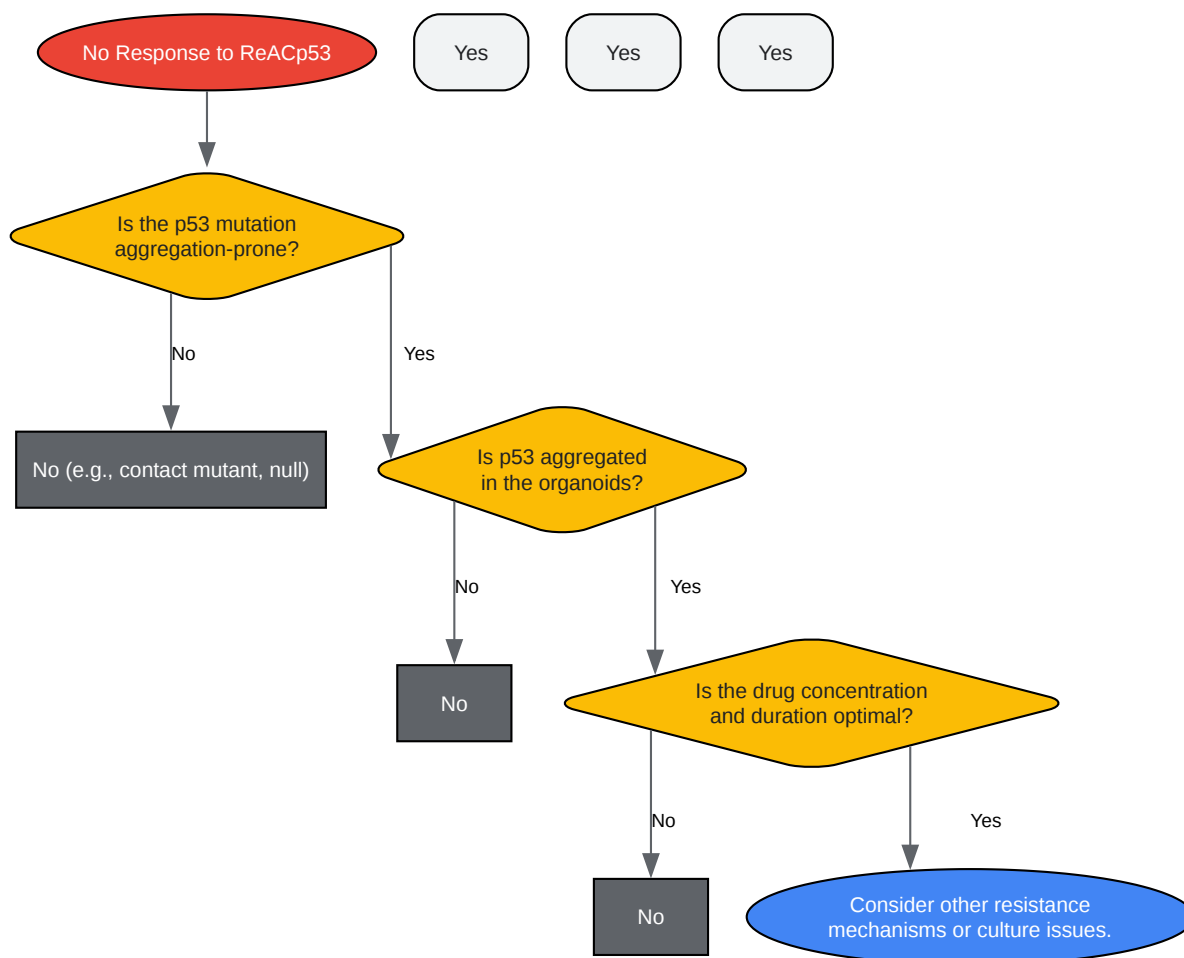 No Response to ReACp53
Yes
Yes
Yes
Is the p53 mutation
aggregation-prone?
No
Yes
No (e.g., contact mutant, null)
Is p53 aggregated
in the organoids?
No
Yes
No
Is the drug concentration
and duration optimal?
No
Yes
No
Consider other resistance
mechanisms or culture issues.